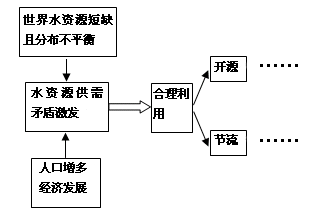 世界水资源短缺
且分布不平衡
水资源供需
矛盾激发
人口增多
经济发展
合理利
用
开源 ……
节流 ……